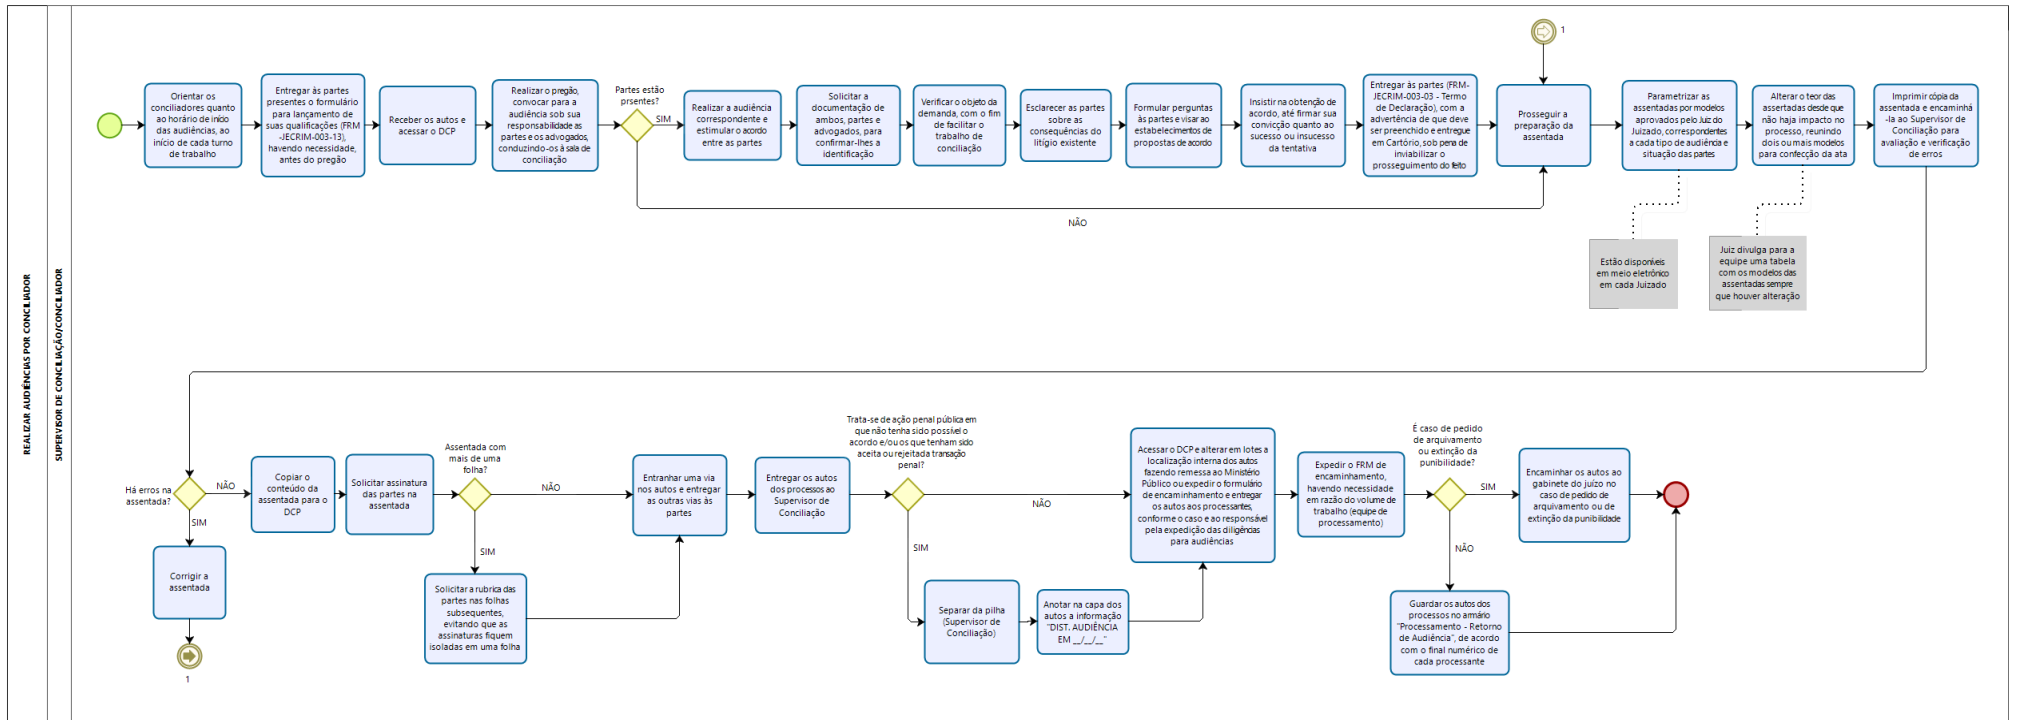 REALIZAR AUDIÊNCIAS POR CONCILIADOR
SUPERVISOR DE CONCILIAÇÃO/CONCILIADOR
Orientar os
conciliadores quanto
ao horário de início
das audiências, ao
início de cada turno
de trabalho
Entregar às partes
presentes o formulário
para lançamento de
suas qualificações (FRM
-JECRIM-003-13),
havendo necessidade,
antes do pregão
Receber os autos e
acessar o DCP
Realizar o pregão,
convocar para a
audiência sob sua
responsabilidade as
partes e os advogados,
conduzindo-os à sala de
conciliação
Partes estão
prsentes?
SIM
NÃO
Realizar a audiência
correspondente e
estimular o acordo
entre as partes
Solicitar a
documentação de
ambos, partes e
advogados, para
confirmar-lhes a
identificação
Verificar o objeto da
demanda, com o fim
de facilitar o
trabalho de
conciliação
Esclarecer as partes
sobre as
consequências do
litígio existente
Formular perguntas
às partes e visar ao
estabelecimentos de
propostas de acordo
Insistir na obtenção de
acordo, até firmar sua
convicção quanto ao
sucesso ou insucesso
da tentativa
Entregar às partes (FRM-
JECRIM-003-03 - Termo
de Declaração), com a
advertência de que deve
ser preenchido e entregue
em Cartório, sob pena de
inviabilizar o
prosseguimento do feito
1
Prosseguir a
preparação da
assentada
Parametrizar as
assentadas por modelos
aprovados pelo Juiz do
Juizado, correspondentes
a cada tipo de audiência e
situação das partes
Alterar o teor das
assertadas desde que
não haja impacto no
processo, reunindo
dois ou mais modelos
para confecção da ata
Imprimir cópia da
assentada e encaminhá
-la ao Supervisor de
Conciliação para
avaliação e verificação
de erros
Estão disponíveis
em meio eletrônico
em cada Juizado
Juiz divulga para a
equipe uma tabela
com os modelos das
assentadas sempre
que houver alteração
Há erros na
assentada?
NÃO
SIM
Corrigir a
assentada
1
Copiar o
conteúdo da
assentada para o
DCP
Solicitar assinatura
das partes na
assentada
Assentada com
mais de uma
folha?
NÃO
SIM
Solicitar a rubrica das
partes nas folhas
subsequentes,
evitando que as
assinaturas fiquem
isoladas em uma folha
Entranhar uma via
nos autos e entregar
as outras vias às
partes
Entregar os autos
dos processos ao
Supervisor de
Conciliação
Trata-se de ação penal pública em
que não tenha sido possível o
acordo e/ou os que tenham sido
aceita ou rejeitada transação
penal?
NÃO
SIM
Separar da pilha
(Supervisor de
Conciliação)
Anotar na capa dos
autos a informação
"DIST. AUDIÊNCIA
EM __/__/__"
Acessar o DCP e alterar em lotes a
localização interna dos autos
fazendo remessa ao Ministério
Público ou expedir o formulário
de encaminhamento e entregar
os autos aos processantes,
conforme o caso e ao responsável
pela expedição das diligências
para audiências
Expedir o FRM de
encaminhamento,
havendo necessidade
em razão do volume de
trabalho (equipe de
processamento)
É caso de pedido
de arquivamento
ou extinção da
punibilidade?
SIM
NÃO
Encaminhar os autos ao
gabinete do juízo no
caso de pedido de
arquivamento ou de
extinção da punibilidade
Guardar os autos dos
processos no armário
"Processamento - Retorno
de Audiência", de acordo
com o final numérico de
cada processante